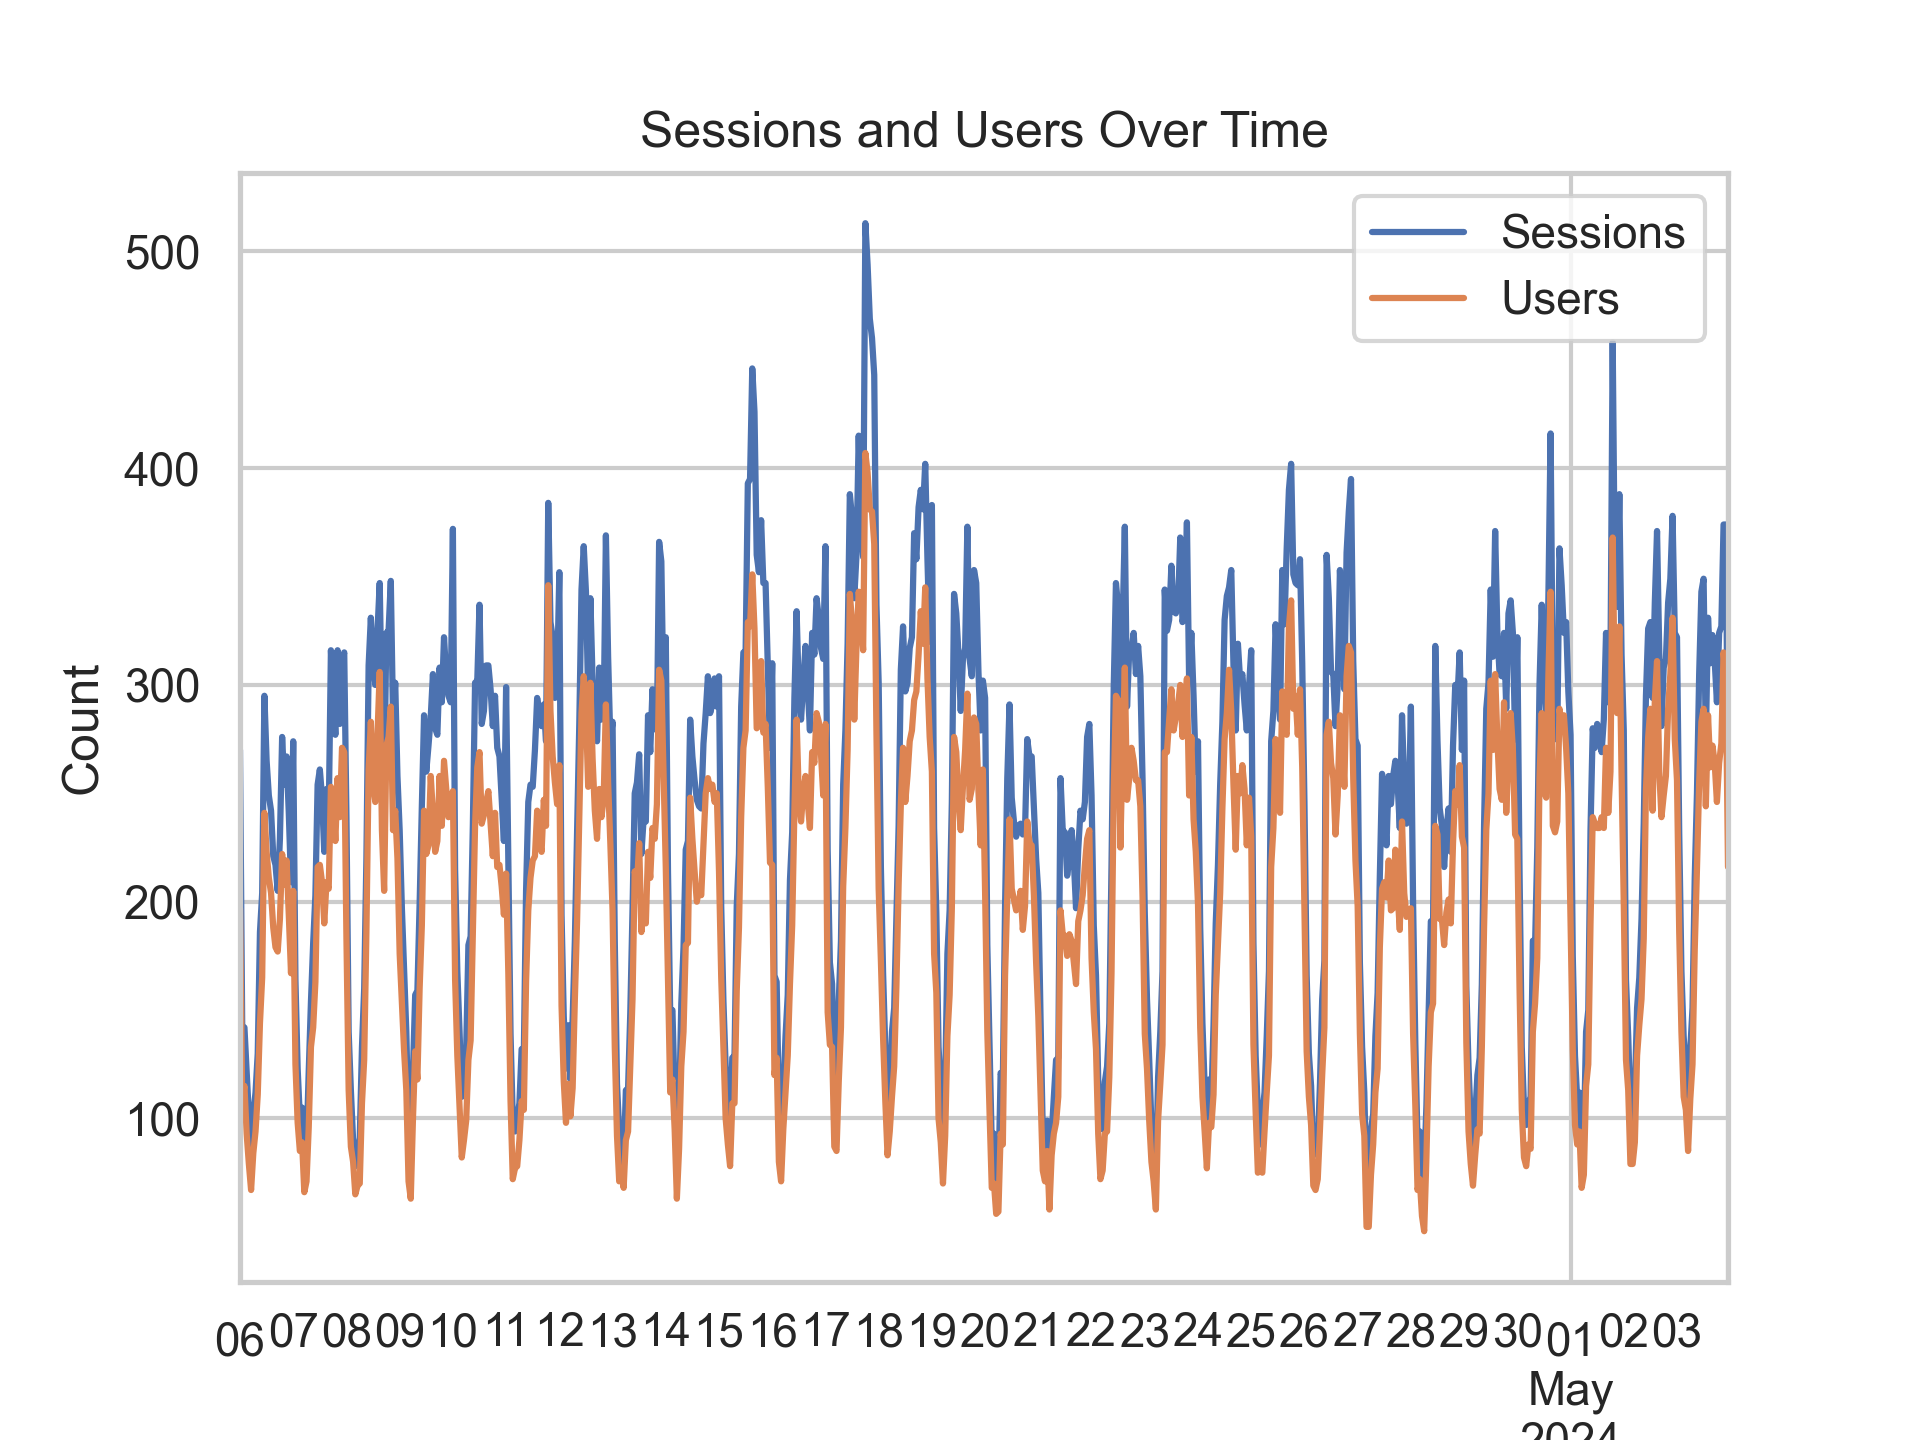 Sessions and Users Over Time
Sessions
Users
500
400
300
200
100
Count
06 07 08 09 10 11 12 13 14 15 16 17 18 19 20 21 22 23 24 25 26 27 28 29 30 01 02 03
May
2024